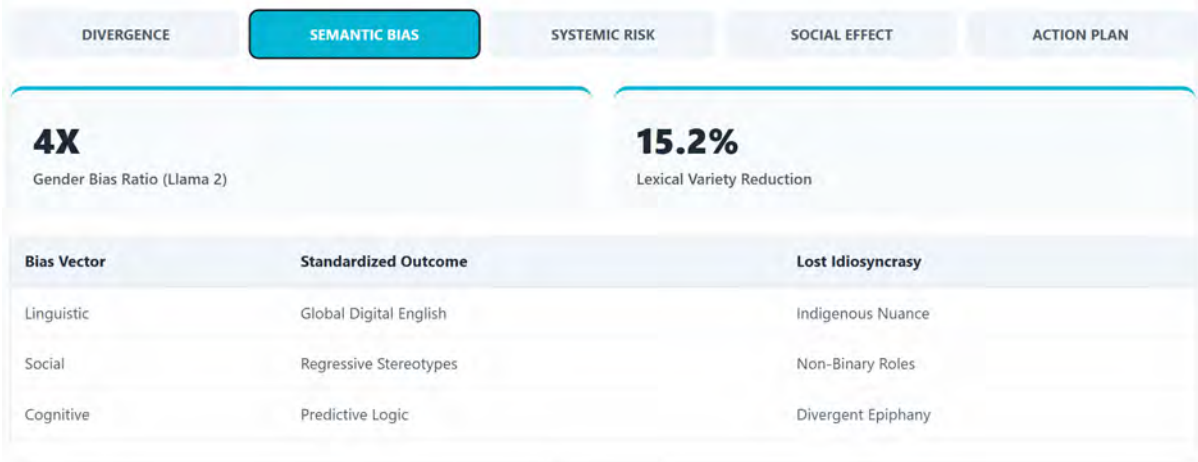 DIVERGENCE SEMANTIC BIAS SYSTEMIC RISK SOCIAL EFFECT ACTION PLAN
4X
Gender Bias Ratio (Llama 2)
15.2%
Lexical Variety Reduction
Bias Vector Standardized Outcome Lost Idiosyncrasy
Linguistic Global Digital English Indigenous Nuance
Social Regressive Stereotypes Non-Binary Roles
Cognitive Predictive Logic Divergent Epiphany